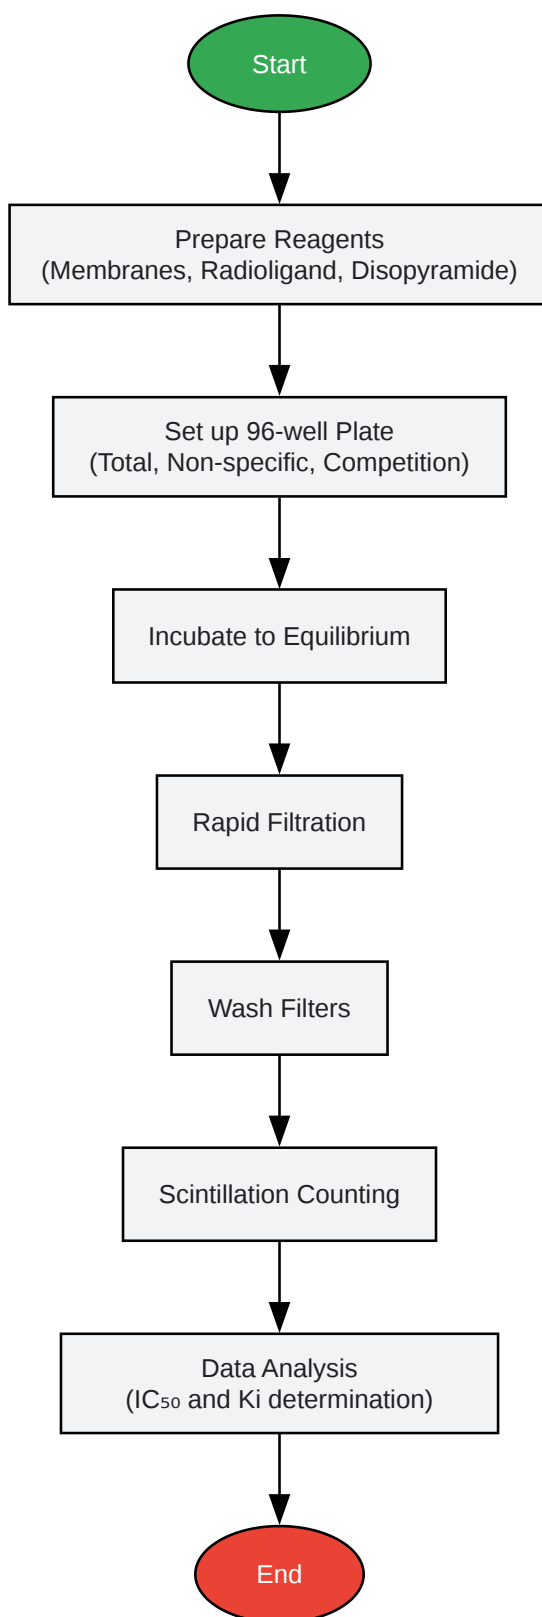 Start
Prepare Reagents
(Membranes, Radioligand, Disopyramide)
Set up 96-well Plate
(Total, Non-specific, Competition)
Incubate to Equilibrium
Rapid Filtration
Wash Filters
Scintillation Counting
Data Analysis
(IC₅₀ and Ki determination)
End